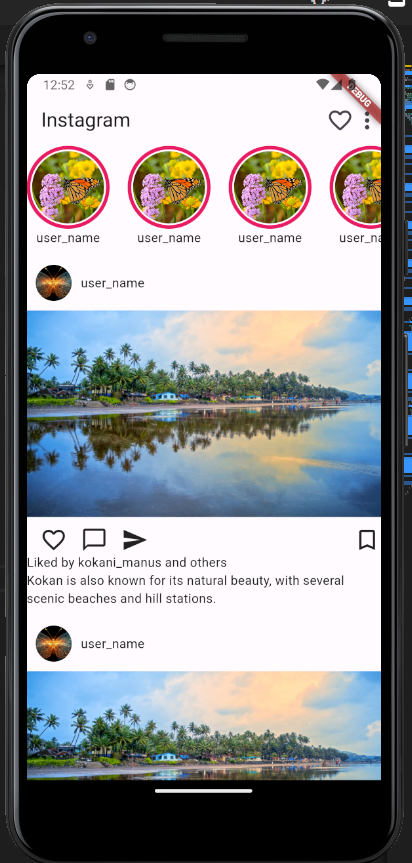 12:52
DEBUG
Instagram
user_name user_name user_name user_na
user_name
Liked by kokani_manus and others
Kokan is also known for its natural beauty, with several
scenic beaches and hill stations.
user_name